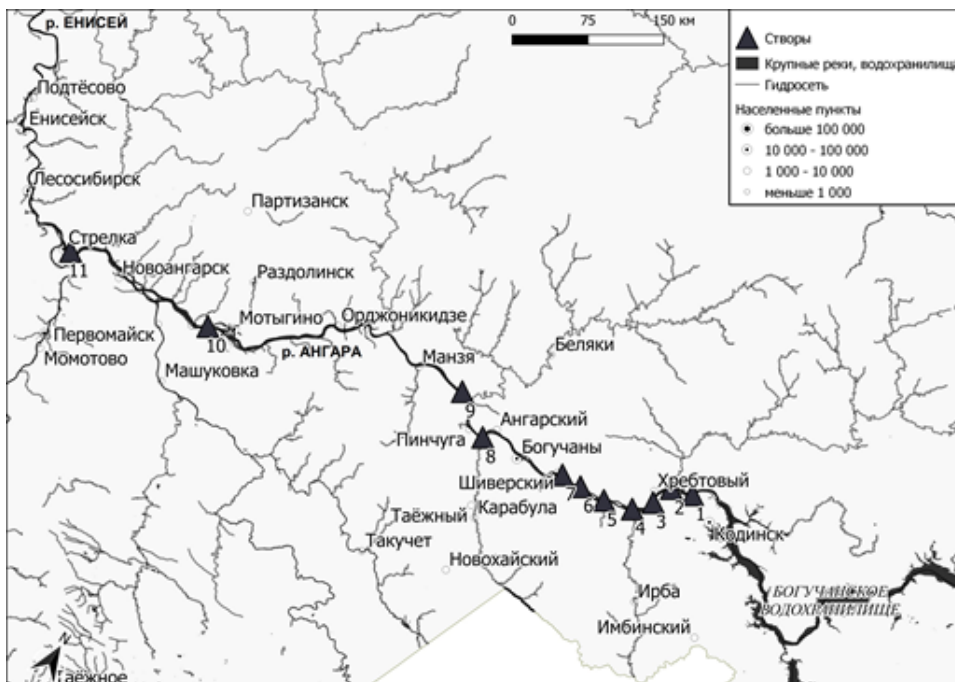 р. ЕНИСЕЙ
0 75 150 км
Створы
Крупные реки, водохранилища
Гидросеть
Населенные пункты
больше 100 000
10 000 - 100 000
1 000 - 10 000
меньше 1 000
Подтёсово
Енисейск
Лесосибирск
Партизанск
Стрелка
11
Новоангарск
Раздолинск
Мотыгино
Орджоникидзе
10
р. АНГАРА
Первомайск
Момотово
Машуковка
Манзя
Беляки
9
Ангарский
Пинчуга
8
Богучаны
Шиверский
7
6
5
4
3
2
1
Хребтовый
Таёжный
Карабула
Такучет
Кодинск
Новохайский
Ирба
БОГУЧАНСКОЕ
ВОДОХРАНИЛИЩЕ
Имбинский
N
Таёжное